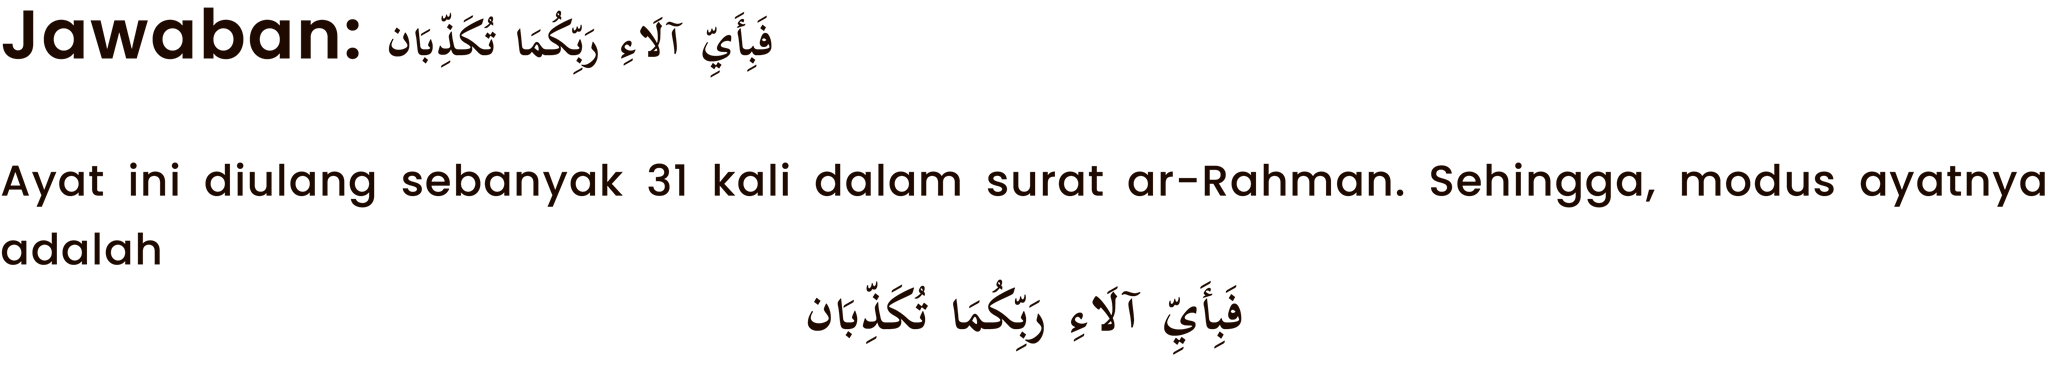 Jawaban: فَبِأَيِّ آلَاءِ رَبِّكُمَا تُكَذِّبَان
Ayat ini diulang sebanyak 31 kali dalam surat ar-Rahman. Sehingga, modus ayatnya
adalah
فَبِأَيِّ آلَاءِ رَبِّكُمَا تُكَذِّبَان